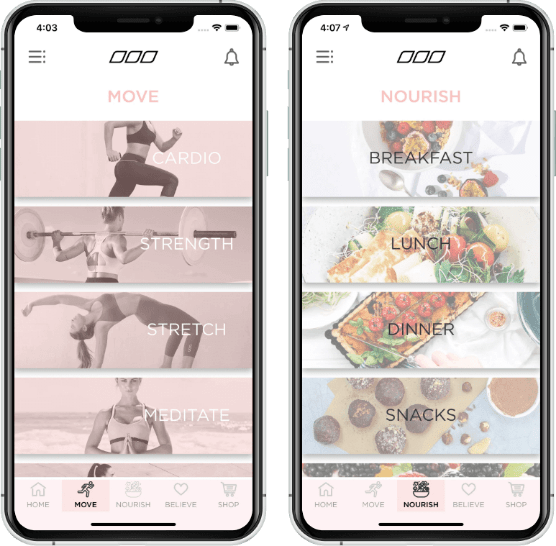 4:03
MOVE
CARDIO
STRENGTH
STRETCH
MEDITATE
HOME
MOVE
NOURISH
BELIEVE
SHOP
4:07
NOURISH
BREAKFAST
LUNCH
DINNER
SNACKS
HOME
MOVE
NOURISH
BELIEVE
SHOP